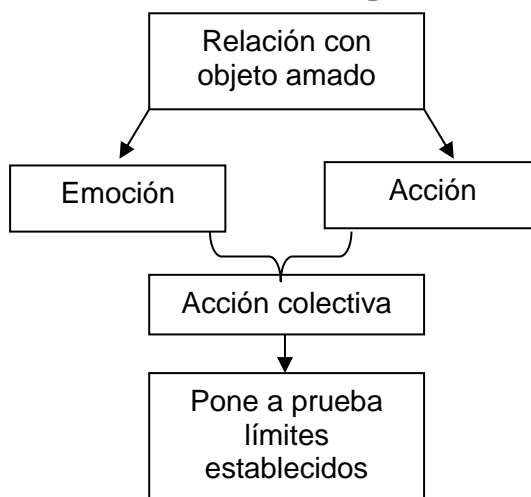 Relación con
objeto amado
Emoción
Acción
Acción colectiva
Pone a prueba
límites
establecidos